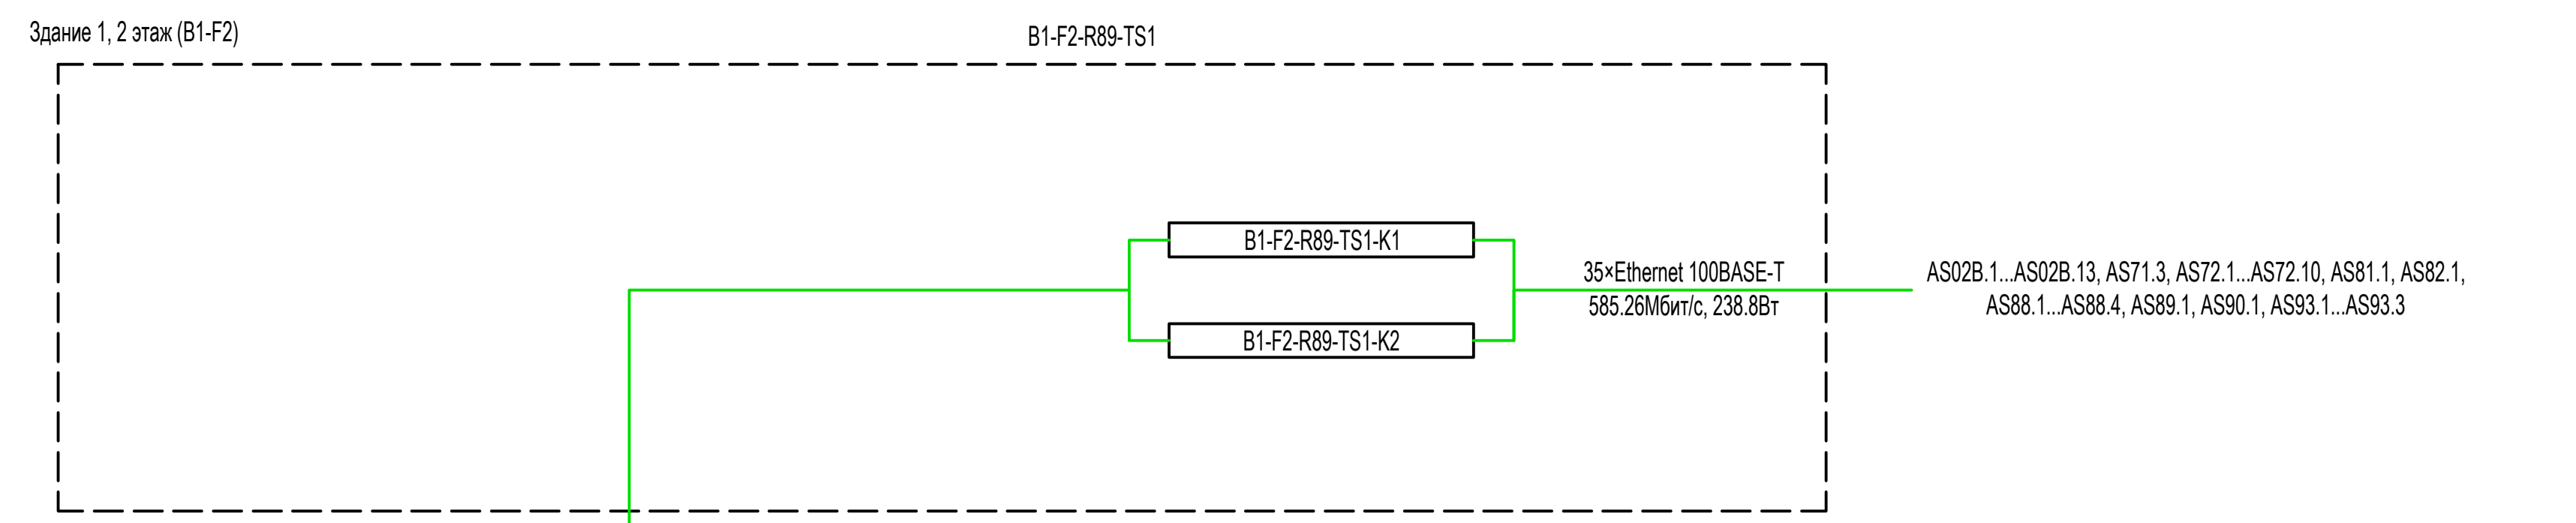 Здание 1, 2 этаж (B1-F2)
B1-F2-R89-TS1
B1-F2-R89-TS1-K1
35×Ethernet 100BASE-T
585.26Мбит/с, 238.8Вт
B1-F2-R89-TS1-K2
AS02B.1...AS02B.13, AS71.3, AS72.1...AS72.10, AS81.1, AS82.1,
AS88.1...AS88.4, AS89.1, AS90.1, AS93.1...AS93.3